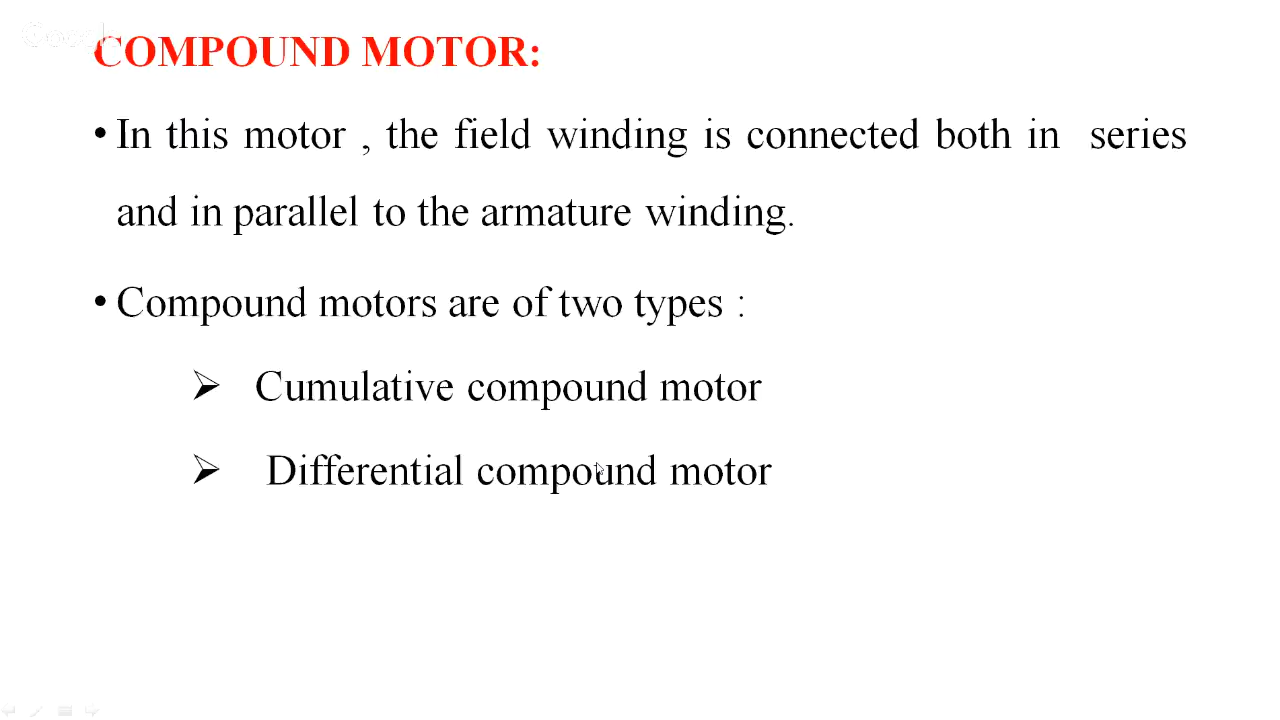 Google
COMPOUND MOTOR:
• In this motor , the field winding is connected both in series
and in parallel to the armature winding.
• Compound motors are of two types :
➢ Cumulative compound motor
➢ Differential compound motor